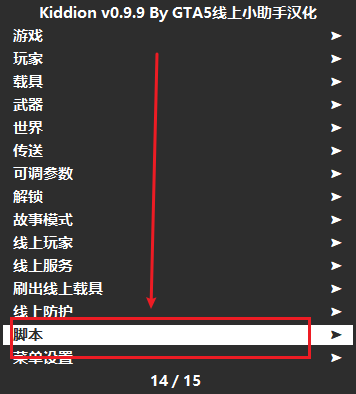 Kiddion v0.9.9 By GTA5线上小助手汉化
游戏
玩家
载具
武器
世界
传送
可调参数
解锁
故事模式
线上玩家
线上服务
刷出线上载具
线上防护
脚本
菜单设置
14 / 15